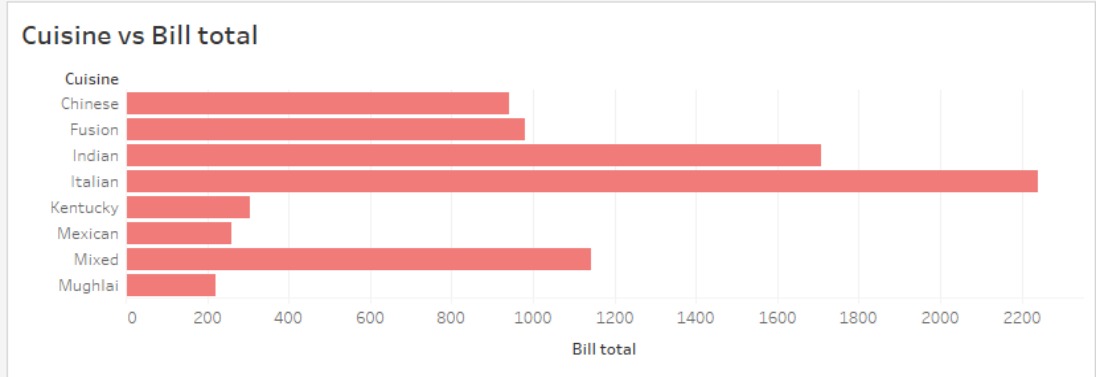 Cuisine vs Bill total
Cuisine
Chinese
Fusion
Indian
Italian
Kentucky
Mexican
Mixed
Mughlai
0 200 400 600 800 1000 1200 1400 1600 1800 2000 2200
Bill total